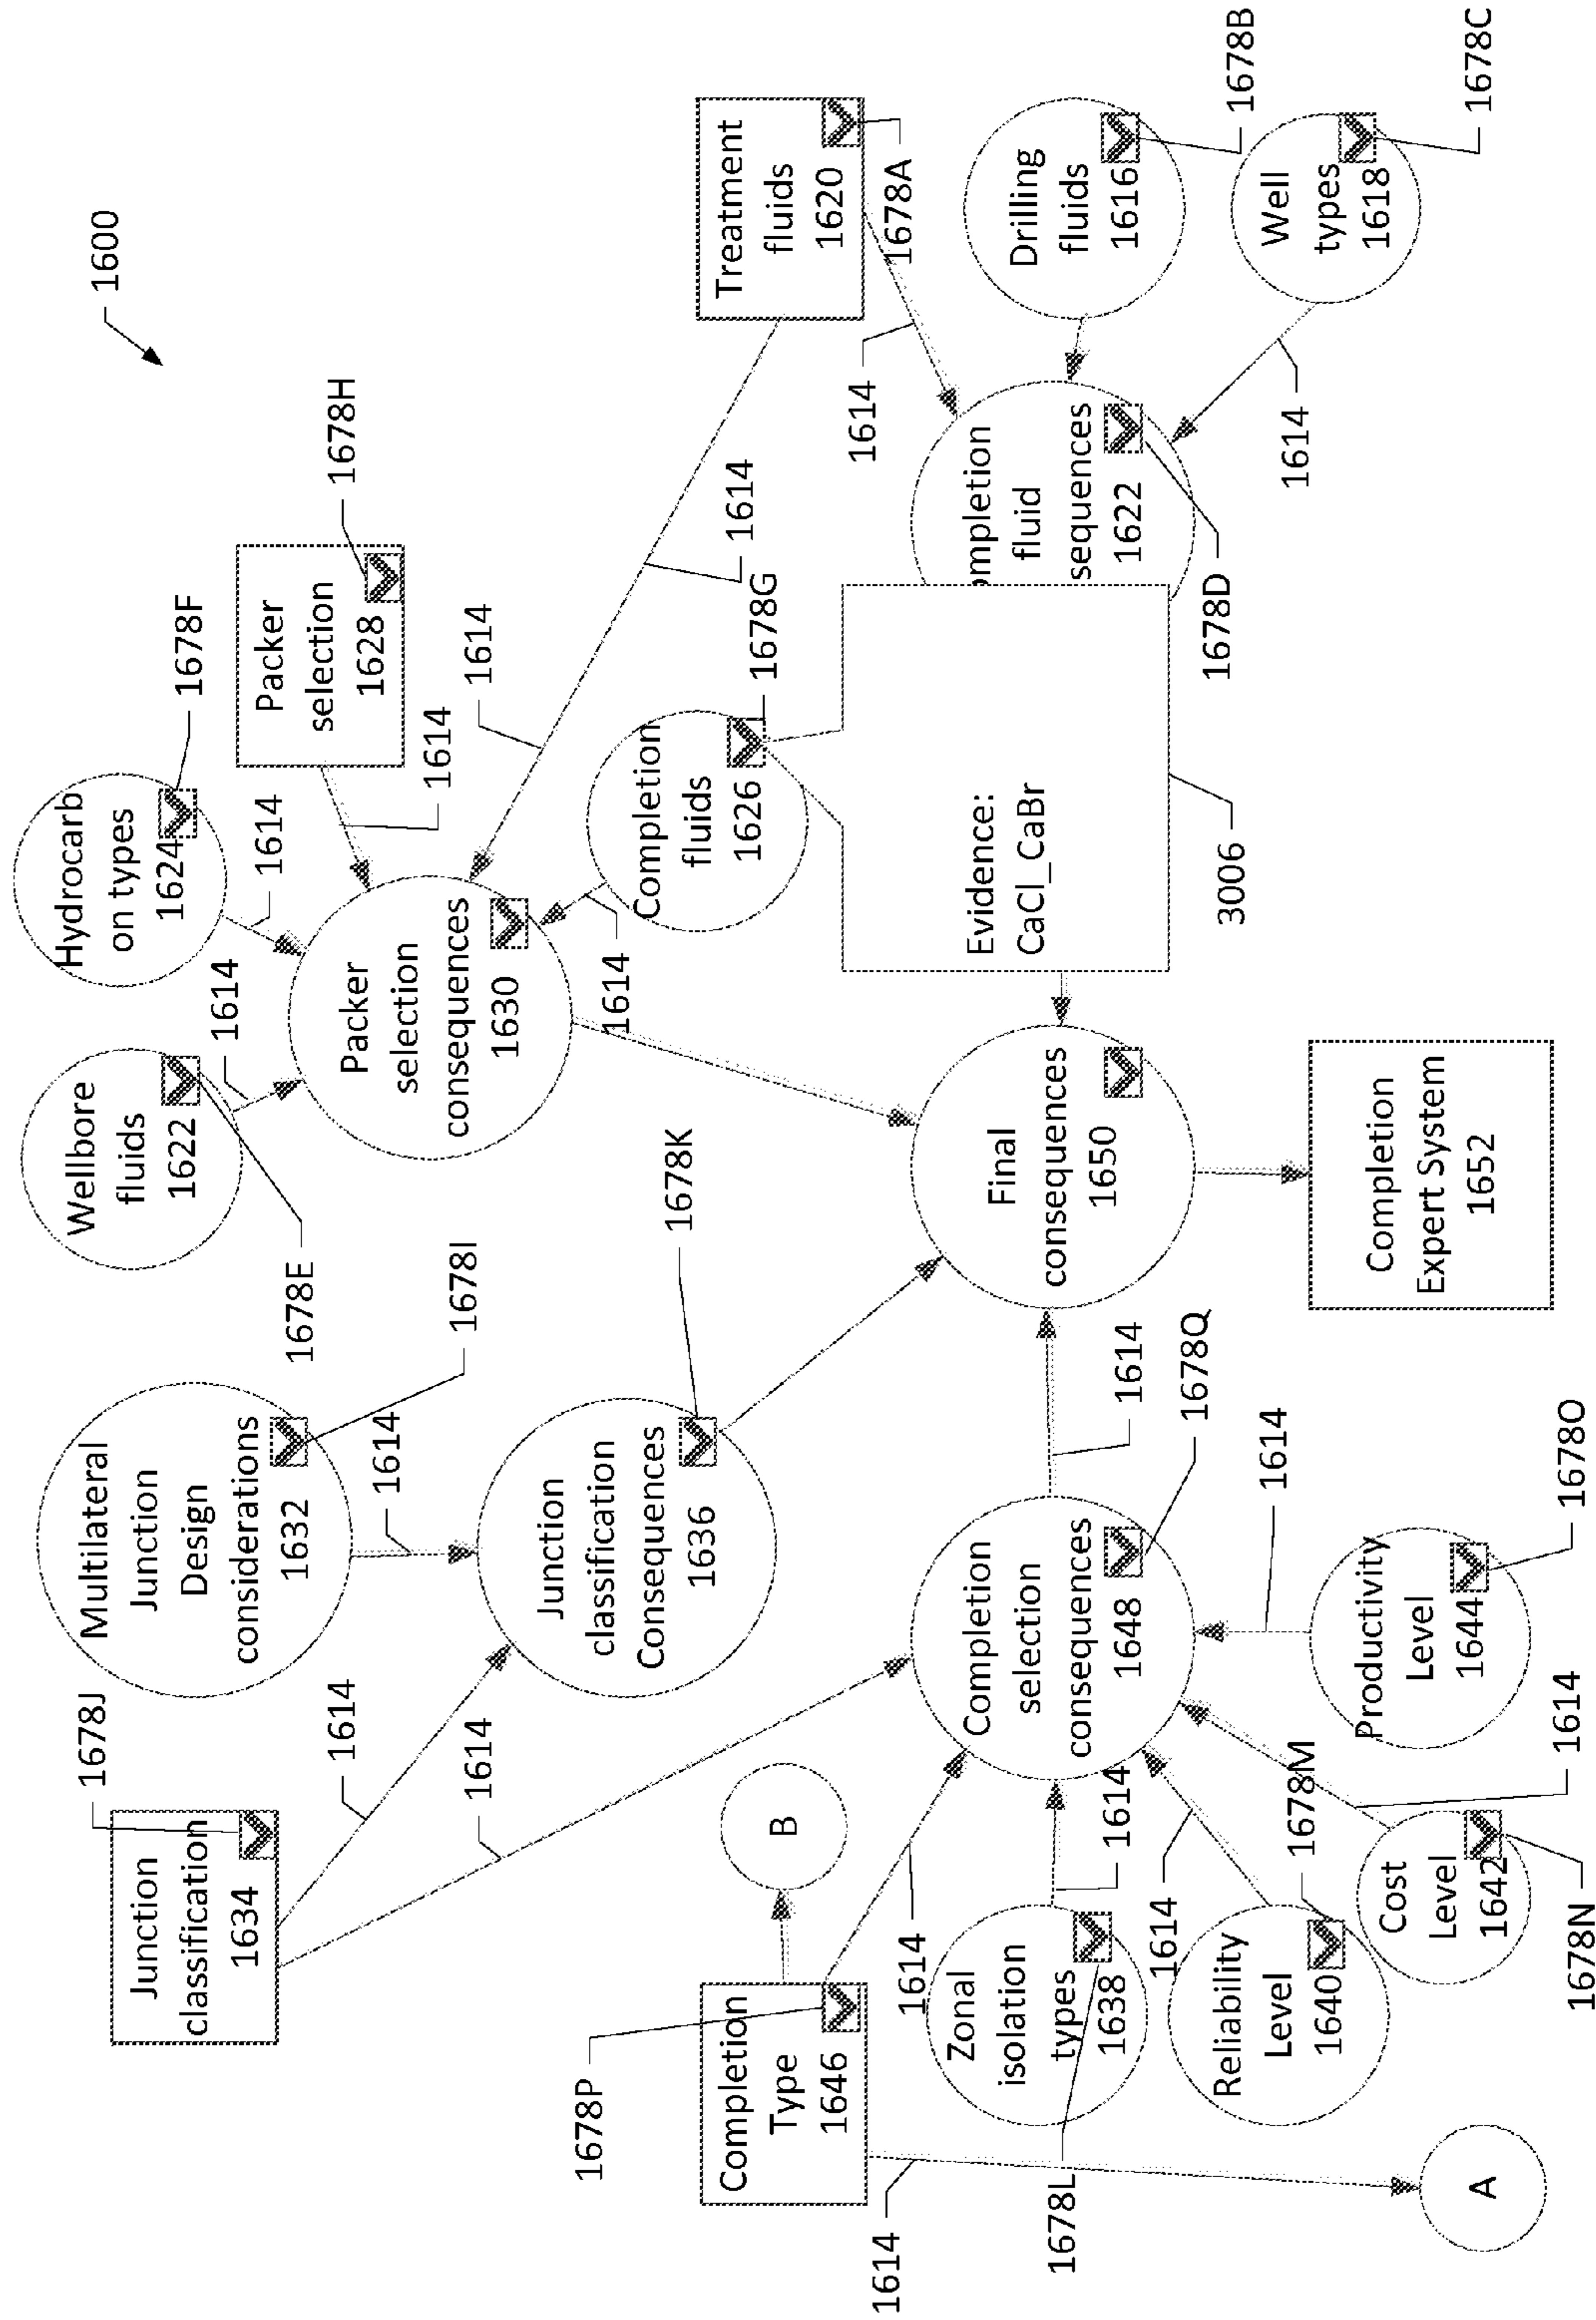 1600
Hydrocarb
on types
1624
1678F
Wellbore
fluids
1622
1678E
1614
1614
Packer
selection
1628
1678H
1614
Packer
selection
consequences
1630
1614
1614
Completion
fluids
1626
1678G
1614
Treatment
fluids
1620
1678A
1614
Drilling
fluids
1616
1678B
Well
types
1618
1678C
1614
ompletion
fluid
sequences
1622
1678D
Evidence:
CaCl_CaBr
3006
Multilateral
Junction
Design
considerations
1632
1678I
1614
Junction
classification
1634
1678J
1614
1614
Junction
classification
Consequences
1636
1678K
Final
consequences
1650
Completion
Expert System
1652
Completion
selection
consequences
1648
1678Q
1614
B
Completion
Type
1646
1678P
1614
1614
A
Zonal
isolation
types
1638
1678L
1614
Reliability
Level
1640
1678M
1614
Cost
Level
1642
1678N
1614
Productivity
Level
1644
1678O
1614